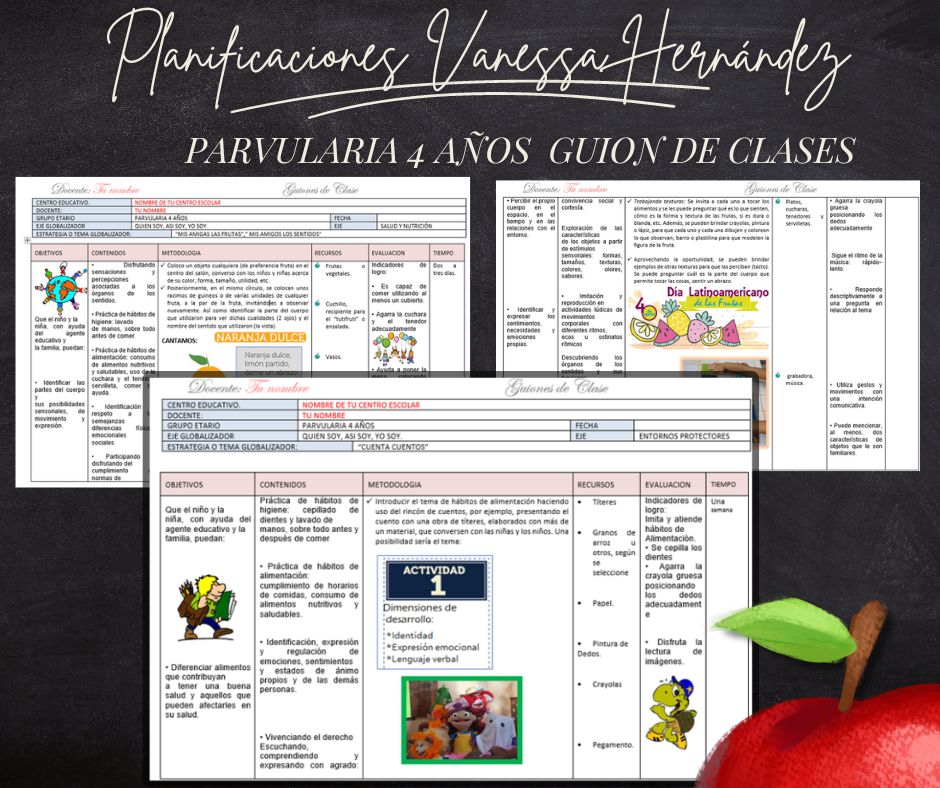 Planificaciones Vanessa Hernández
PARVULARIA 4 AÑOS GUION DE CLASES
Docente: Tu nombre
Guiones de Clase
CENTRO EDUCATIVO.
NOMBRE DE TU CENTRO ESCOLAR
DOCENTE:
TU NOMBRE
GRUPO ETARIO
PARVULARIA 4 AÑOS
FECHA
EJE GLOBALIZADOR
QUIEN SOY, ASI SOY, YO SOY.
EJE
SALUD Y NUTRICIÓN
ESTRATEGIA O TEMA GLOBALIZADOR:
"MIS AMIGAS LAS FRUTAS"," MIS AMIGOS LOS SENTIDOS"
OBJETIVOS
CONTENIDOS
METODOLOGIA
RECURSOS
EVALUACION
TIEMPO
Que el niño y la
niña, con ayuda
del agente
educativo y
la familia, puedan:
• Identificar las
partes del cuerpo
y
sus posibilidades
sensoriales, de
movimiento y
expresión.
• Disfrutando
sensaciones y
percepciones
asociadas a los
órganos de los
sentidos.
•Práctica de hábitos
de higiene: lavado
de manos, sobre todo
antes de comer.
•Práctica de hábitos de
alimentación: consumo
de alimentos nutritivos
y saludables, uso de la
cuchara y el tenedor,
servilleta, comer sin
ayuda.
• Identificación y
respeto a las
semejanzas y
diferencias físicas,
emocionales y
sociales.
• Participando y
disfrutando del
cumplimiento de
normas de
✓ Coloco un objeto cualquiera (de preferencia fruta) en el
centro del salón, converso con los niños y niñas acerca
de su color, forma, tamaño, utilidad, etc.
✓ Posteriormente, en el mismo círculo, se colocan unos
racimos de guineos o de varias unidades de cualquier
fruta, a la par de la fruta, invitándoles a observar
nuevamente. Así como identificar la parte del cuerpo
que utilizaron para ver dichas cualidades (2 ojos) y el
nombre del sentido que utilizaron (la vista).
CANTAMOS:
NARANJA DULCE
Naranja dulce,
limón partido,
dame un abrazo
Frutas o
vegetales.
Cuchillo,
recipiente para
el "tutifruti" o
ensalada.
Vasos.
Indicadores de
logro:
• Es capaz de
comer utilizando al
menos un cubierto.
• Agarra la cuchara
y el tenedor
adecuadamente
• Ayuda a poner la
Dos a
tres días.
Docente: Tu nombre
Guiones de Clase
• Percibir el propio
cuerpo en el
espacio, en el
tiempo y en las
relaciones con el
entorno.
• Identificar y
expresar los
sentimientos,
necesidades y
emociones
propias.
convivencia social y
cortesía.
Exploración de las
características
de los objetos a partir
de estímulos
sensoriales: formas,
tamaños, texturas,
colores, olores,
sabores.
• Imitación y
reproducción en
actividades lúdicas de
movimientos
corporales con
diferentes ritmos,
ecos u ostinatos
rítmicos
Descubriendo los
órganos de los
✓ Trabajando texturas: Se invita a cada uno a tocar los
alimentos y se les puede preguntar qué es lo que sienten,
cómo es la forma y textura de las frutas, si es dura o
blanda, etc. Además, se pueden brindar crayolas, pintura
o lápiz, para que cada uno y cada una dibujen y coloreen
lo que observan, barro o plastilina para que modelen la
figura de la fruta.
✓ Aprovechando la oportunidad, se pueden brindar
ejemplos de otras texturas para que las perciban (tacto).
Se puede preguntar cuál es la parte del cuerpo que
permite tocar las cosas, sentir un abrazo.
Día Latinoamericano
de las Frutas
Platos,
cucharas,
tenedores y
servilletas.
grabadora,
música.
• Agarra la crayola
gruesa
posicionando los
dedos
adecuadamente
Sigue el ritmo de la
música: rápido-
lento
• Responde
descriptivamente a
una pregunta en
relación al tema
• Utiliza gestos y
movimientos con
una intención
comunicativa.
• Puede mencionar,
al menos, dos
características de
objetos que le son
familiares.
Docente: Tu nombre
Guiones de Clase
CENTRO EDUCATIVO.
NOMBRE DE TU CENTRO ESCOLAR
DOCENTE:
TU NOMBRE
GRUPO ETARIO
PARVULARIA 4 AÑOS
FECHA
EJE GLOBALIZADOR
QUIEN SOY, ASI SOY, YO SOY.
EJE
ENTORNOS PROTECTORES
ESTRATEGIA O TEMA GLOBALIZADOR:
"CUENTA CUENTOS"
OBJETIVOS
CONTENIDOS
METODOLOGIA
RECURSOS
EVALUACION
TIEMPO
Que el niño y la
niña, con ayuda del
agente educativo y la
familia, puedan:
• Diferenciar alimentos
que contribuyan
a tener una buena
salud y aquellos que
pueden afectarles en
su salud.
Práctica de hábitos de
higiene: cepillado de
dientes y lavado de
manos, sobre todo antes y
después de comer
• Práctica de hábitos de
alimentación:
cumplimiento de horarios
de comidas, consumo de
alimentos nutritivos y
saludables.
• Identificación, expresión
y regulación de
emociones, sentimientos
y estados de ánimo
propios y de las demás
personas.
• Vivenciando el derecho
Escuchando,
comprendiendo y
expresando con agrado:
✓ Introducir el tema de hábitos de alimentación haciendo
uso del rincón de cuentos, por ejemplo, presentando el
cuento con una obra de títeres, elaborados con más de
un material, que conversen con las niñas y los niños. Una
posibilidad sería el tema:
ACTIVIDAD
1
Dimensiones de
desarrollo:
*Identidad
*Expresión emocional
*Lenguaje verbal
• Títeres
• Granos de
arroz u
otros, según
se
seleccione
• Papel.
• Pintura de
Dedos.
• Crayolas
• Pegamento.
Indicadores de
logro:
Imita y atiende
hábitos de
Alimentación.
• Se cepilla los
dientes
• Agarra la
crayola gruesa
posicionando
los dedos
adecuadament
e
• Disfruta la
lectura de
imágenes.
Una
semana